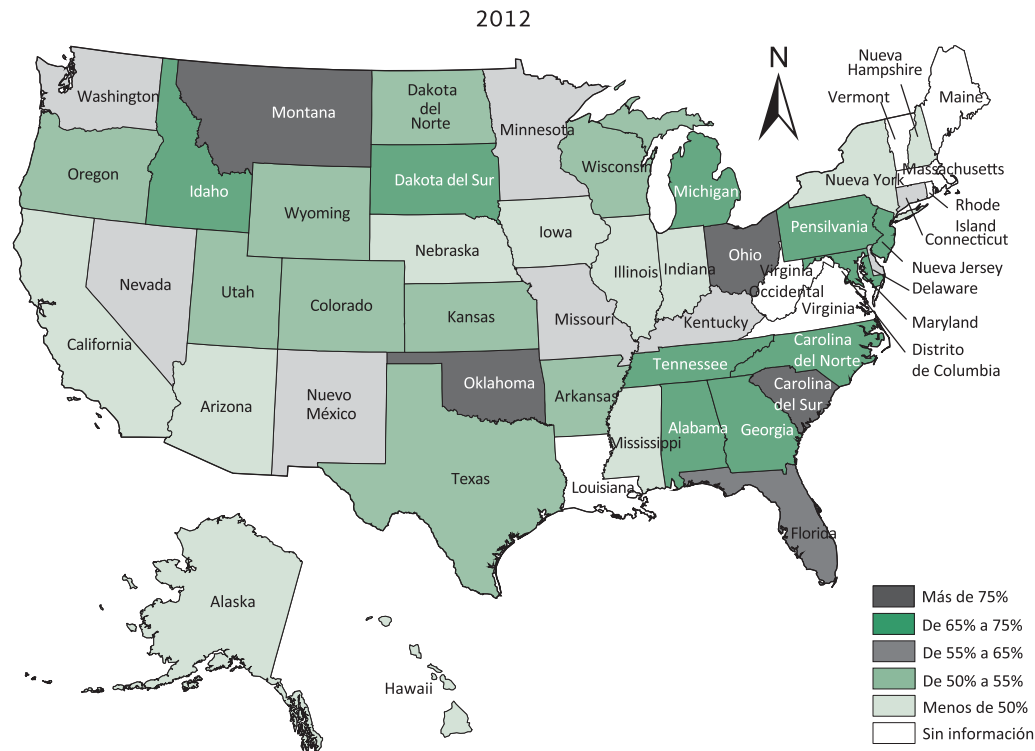 2012
N
Nueva
Hampshire
Vermont
Maine
Washington
Montana
Dakota
del
Norte
Minnesota
Massachusetts
Oregon
Idaho
Dakota del Sur
Wisconsin
Michigan
Nueva York
Rhode
Island
Connecticut
Wyoming
Nebraska
Iowa
Pensilvania
Nueva Jersey
Delaware
Nevada
Utah
Colorado
Kansas
Illinois
Indiana
Ohio
Virginia
Occidental
Virginia
Maryland
California
Missouri
Kentucky
Distrito
de Columbia
Arizona
Nuevo
México
Oklahoma
Arkansas
Tennessee
Carolina
del Norte
Carolina
del Sur
Mississippi
Alabama
Georgia
Texas
Louisiana
Florida
Alaska
Hawaii
Más de 75%
De 65% a 75%
De 55% a 65%
De 50% a 55%
Menos de 50%
Sin información